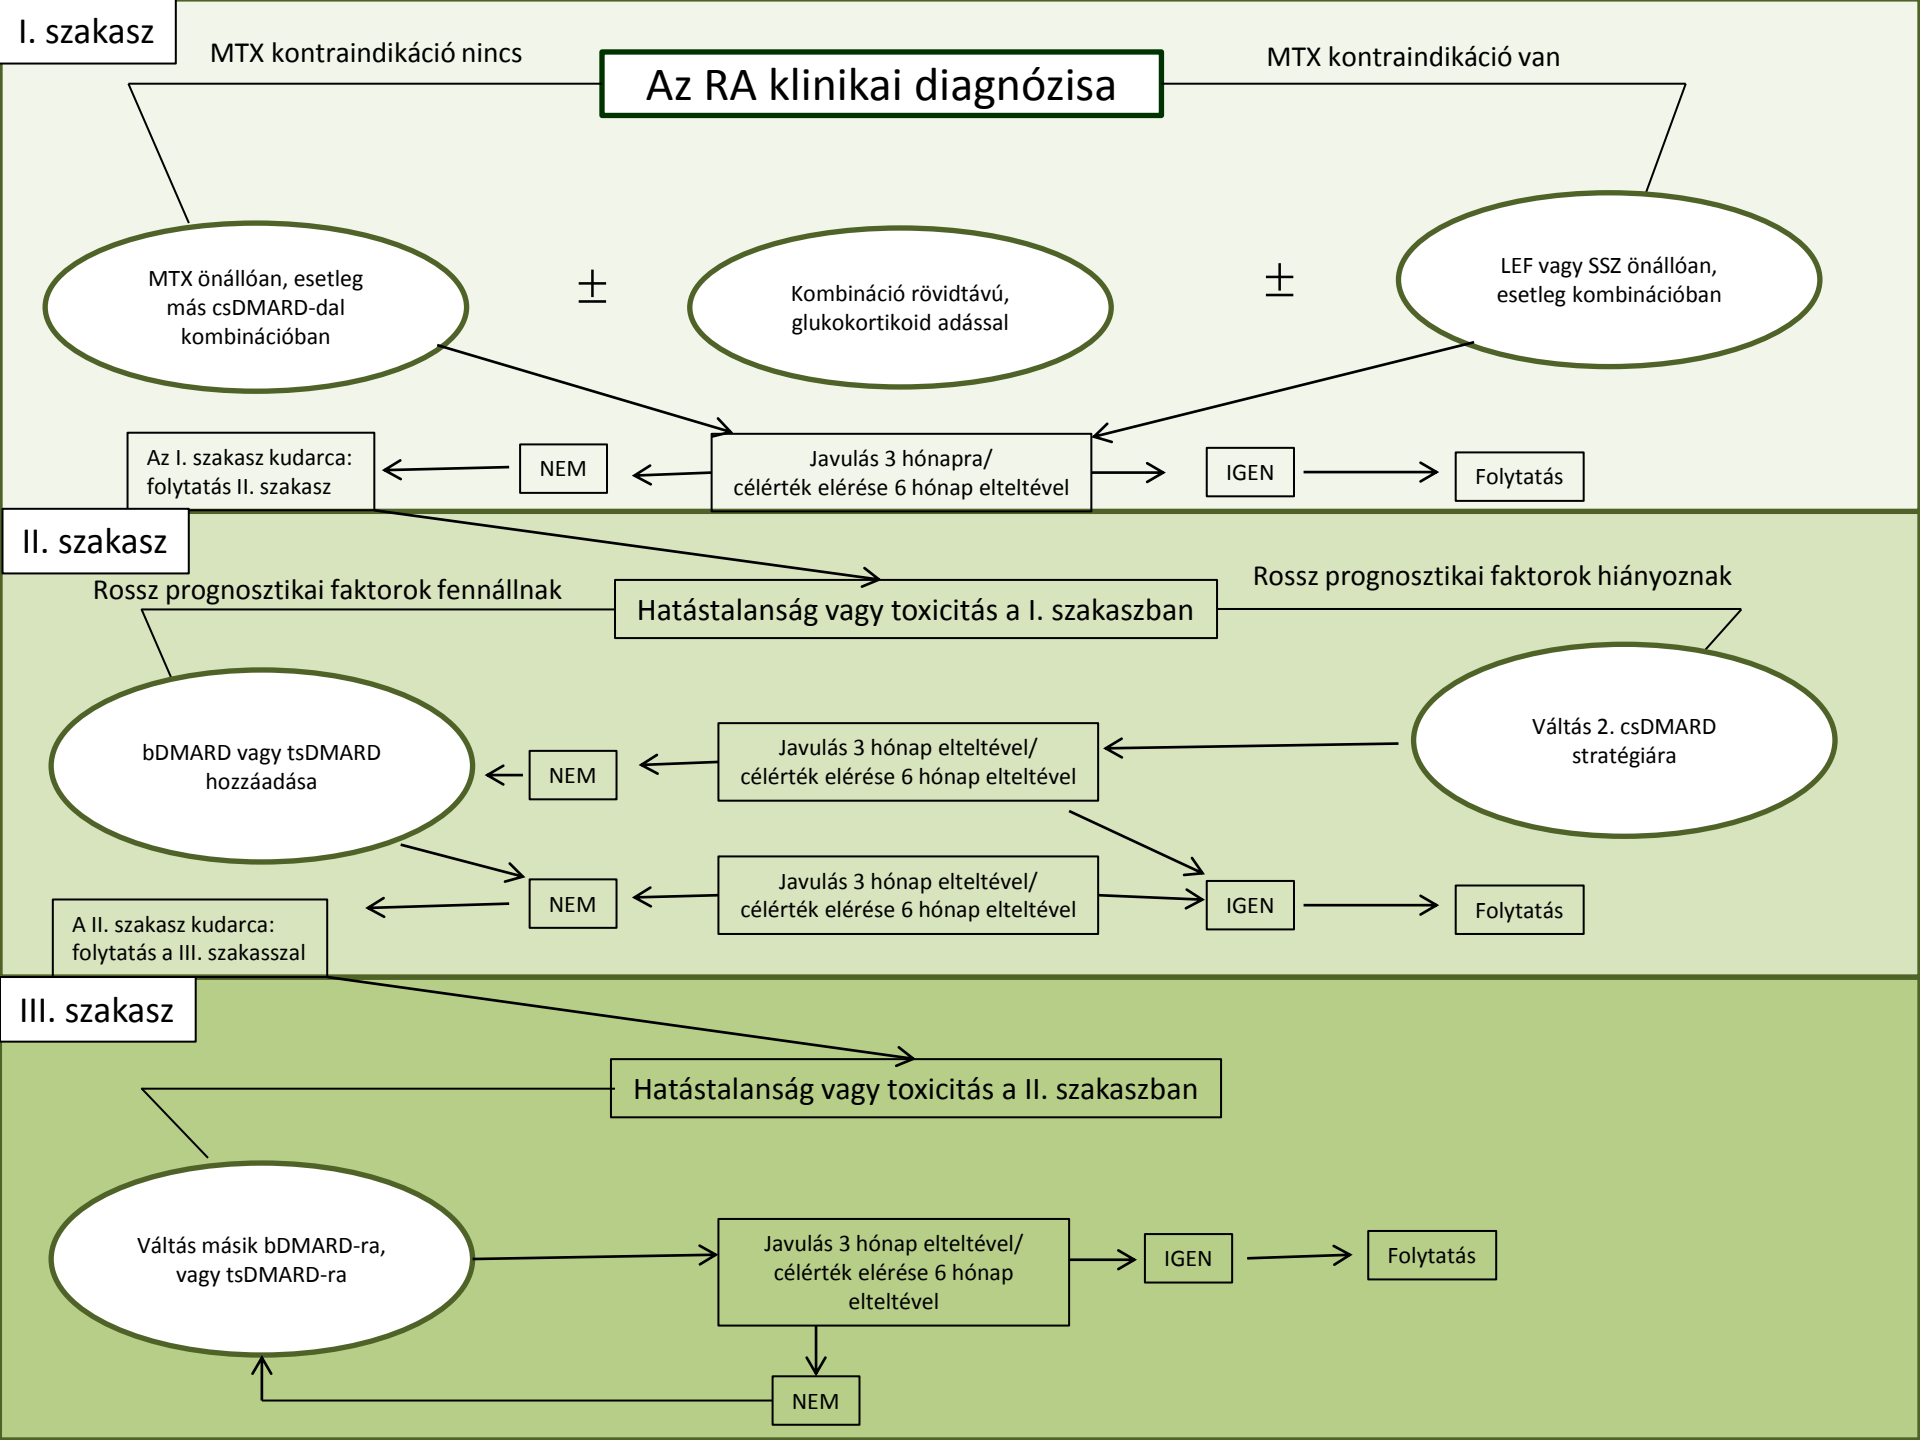 I. szakasz
MTX kontraindikáció nincs
Az RA klinikai diagnózisa
MTX kontraindikáció van
MTX önállóan, esetleg
más csDMARD-dal
kombinációban
±
Kombináció rövidtávú,
glukokortikoid adással
±
LEF vagy SSZ önállóan,
esetleg kombinációban
Az I. szakasz kudarca:
folytatás II. szakasz
NEM
Javulás 3 hónapra/
célérték elérése 6 hónap elteltével
IGEN
Folytatás
II. szakasz
Rossz prognosztikai faktorok fennállnak
Hatástalanság vagy toxicitás a I. szakaszban
Rossz prognosztikai faktorok hiányoznak
bDMARD vagy tsDMARD
hozzáadása
NEM
Javulás 3 hónap elteltével/
célérték elérése 6 hónap elteltével
Váltás 2. csDMARD
stratégiára
A II. szakasz kudarca:
folytatás a III. szakasszal
NEM
Javulás 3 hónap elteltével/
célérték elérése 6 hónap elteltével
IGEN
Folytatás
III. szakasz
Hatástalanság vagy toxicitás a II. szakaszban
Váltás másik bDMARD-ra,
vagy tsDMARD-ra
Javulás 3 hónap elteltével/
célérték elérése 6 hónap
elteltével
IGEN
Folytatás
NEM